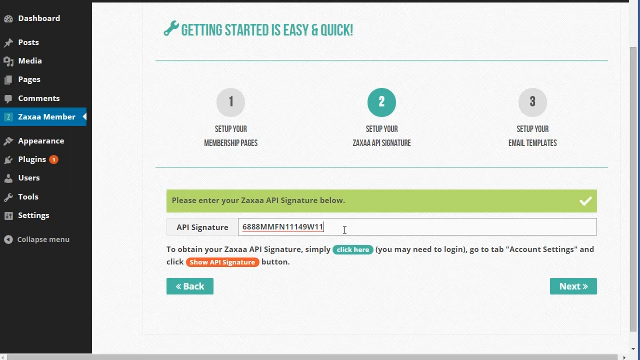 Dashboard
Posts
Media
Pages
Comments
Zaxaa Member
Appearance
Plugins 1
Users
Tools
Settings
Collapse menu
GETTING STARTED IS EASY & QUICK!
1
SETUP YOUR
MEMBERSHIP PAGES
2
SETUP YOUR
ZAXAA API SIGNATURE
3
SETUP YOUR
EMAIL TEMPLATES
Please enter your Zaxaa API Signature below.
API Signature 6888MMFN11149W11
To obtain your Zaxaa API Signature, simply click here (you may need to login), go to tab "Account Settings" and
click Show API Signature button.
« Back
Next »